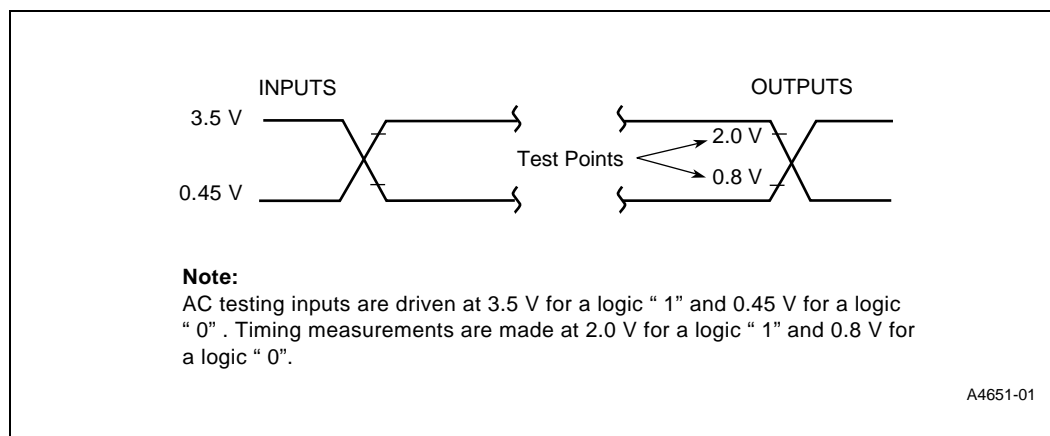 INPUTS
OUTPUTS
3.5 V
2.0 V
Test Points
0.8 V
0.45 V
Note:
AC testing inputs are driven at 3.5 V for a logic “ 1” and 0.45 V for a logic
“ 0” . Timing measurements are made at 2.0 V for a logic “ 1” and 0.8 V for
a logic “ 0”.
A4651-01